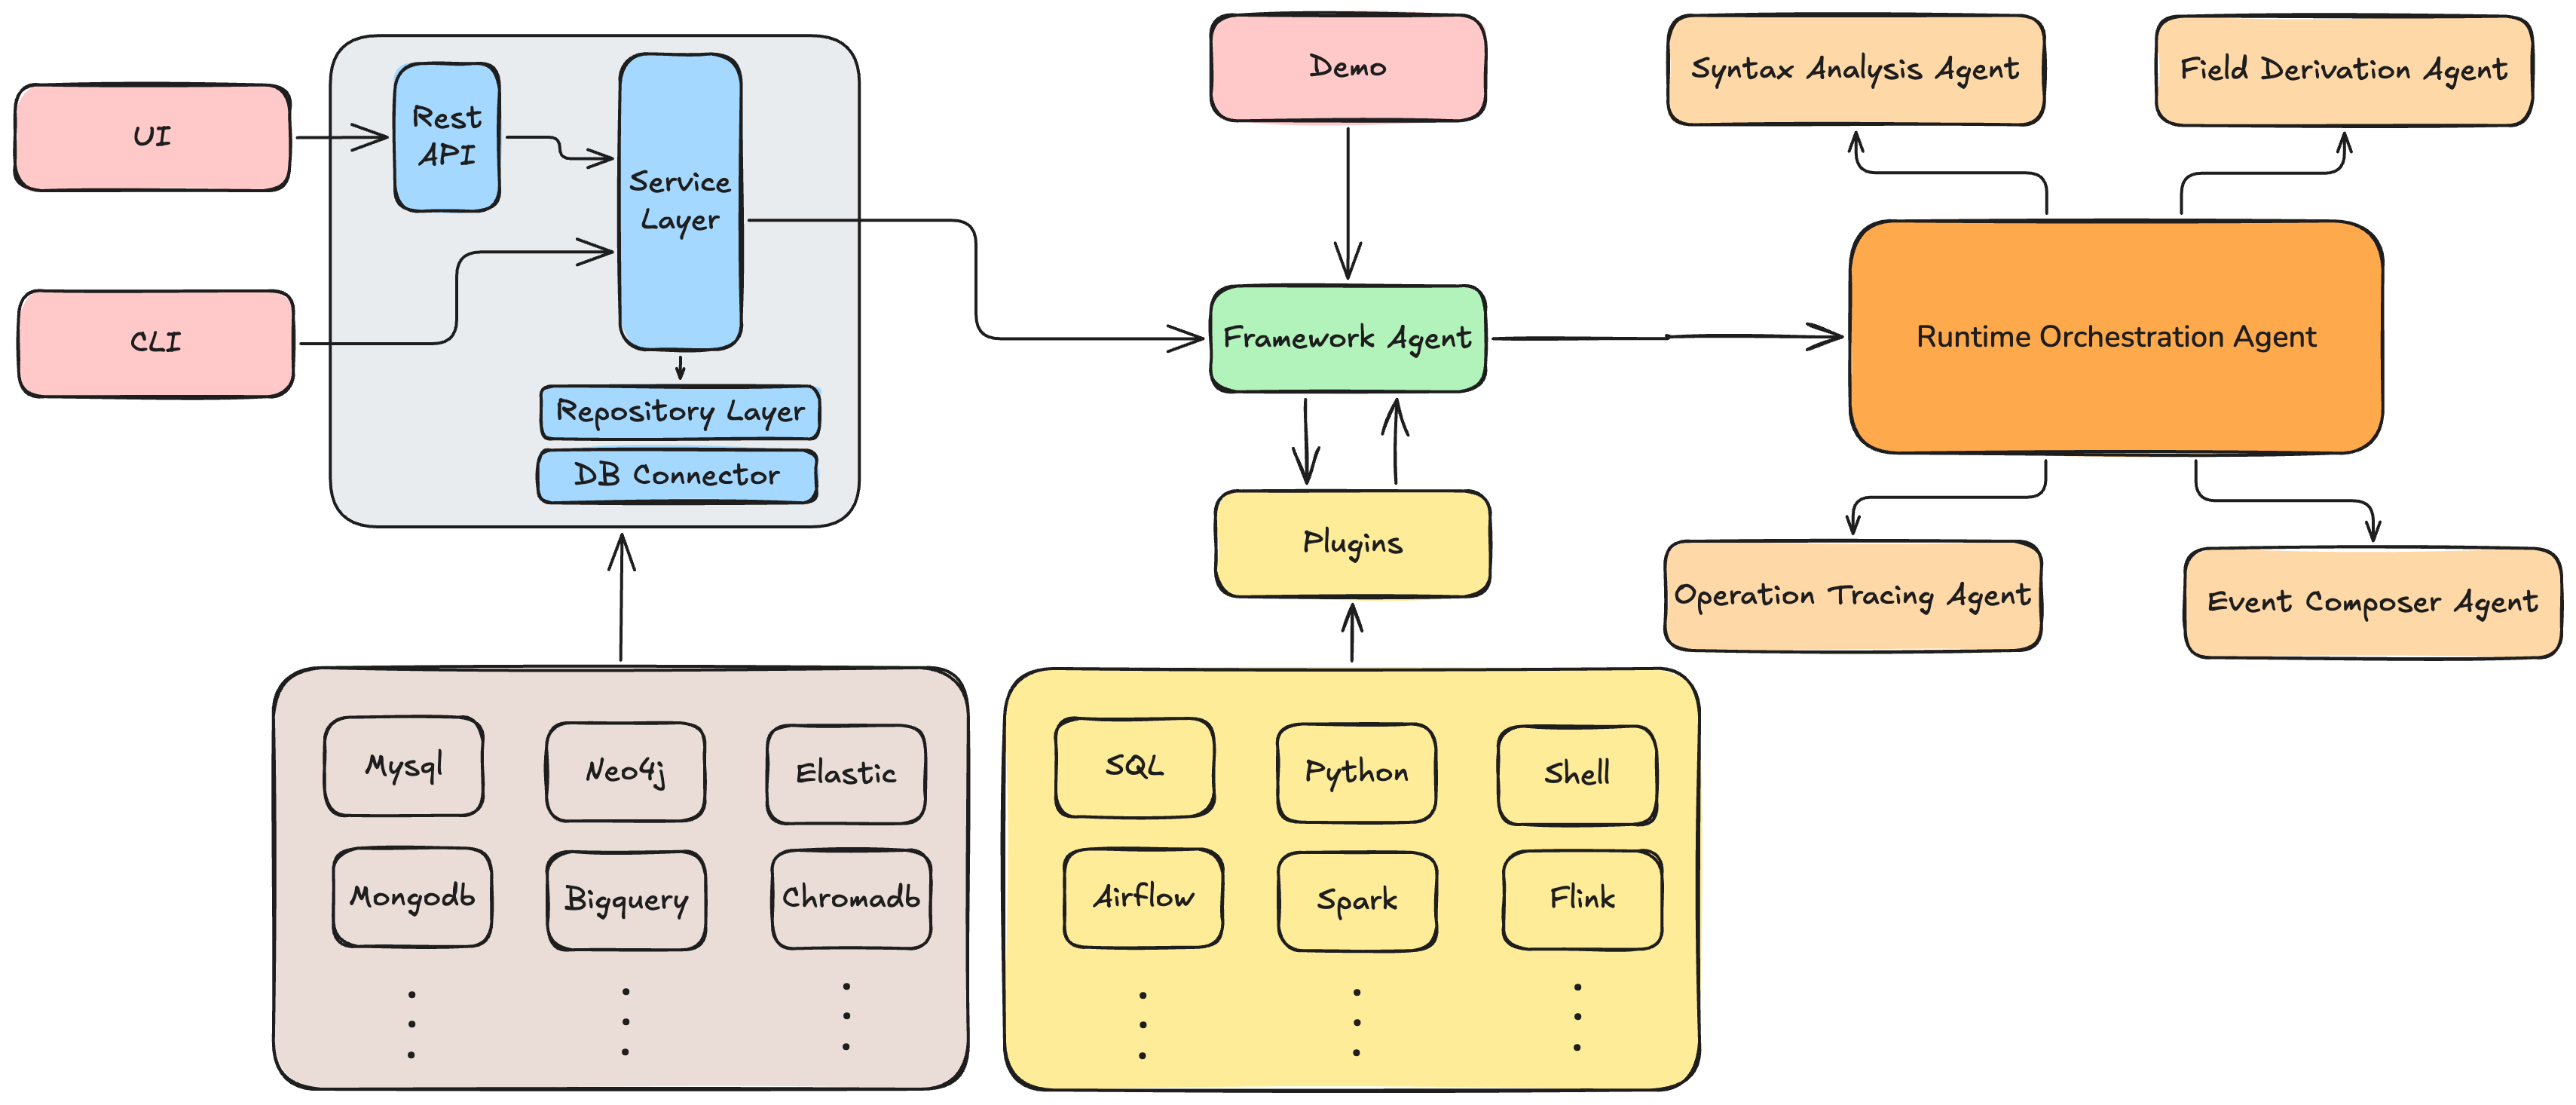 UI
CLI
Rest
API
Service
Layer
Repository Layer
DB Connector
Demo
Framework Agent
Plugins
Syntax Analysis Agent
Field Derivation Agent
Runtime Orchestration Agent
Operation Tracing Agent
Event Composer Agent
Mysql
Neo4j
Elastic
Mongodb
Bigquery
Chromadb
SQL
Python
Shell
Airflow
Spark
Flink